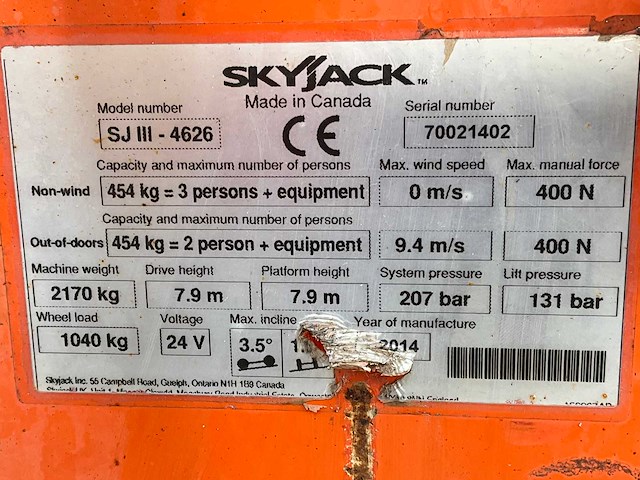 SKYJACK TM
Made in Canada
Model number
SJ III - 4626
CE
Serial number
70021402
Capacity and maximum number of persons
Max. wind speed
Max. manual force
Non-wind
454 kg = 3 persons + equipment
0 m/s
400 N
Capacity and maximum number of persons
Out-of-doors
454 kg = 2 person + equipment
9.4 m/s
400 N
Machine weight
Drive height
Platform height
System pressure
Lift pressure
2170 kg
7.9 m
7.9 m
207 bar
131 bar
Wheel load
Voltage
Max. incline
Year of manufacture
1040 kg
24 V
3.5°
2014
Skyjack Inc. 55 Campbell Road, Guelph, Ontario N1H 1B9 Canada